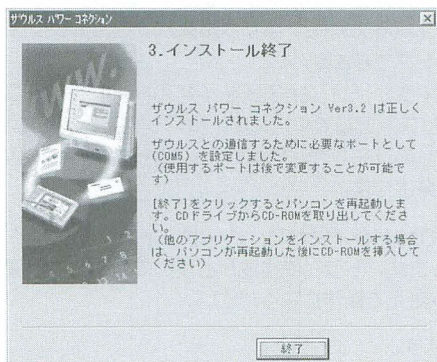 ザウルス パワー コネクション
3.インストール終了
ザウルス パワー コネクション Ver3.2 は正しく
インストールされました。
ザウルスとの通信するために必要なポートとして
(COM5) を設定しました。
(使用するポートは後で変更することが可能で
す)
[終了]をクリックするとパソコンを再起動しま
す。CDドライブからCD-ROMを取り出してくださ
い。
(他のアプリケーションをインストールする場合
は、パソコンが再起動した後にCD-ROMを挿入して
ください)
終了